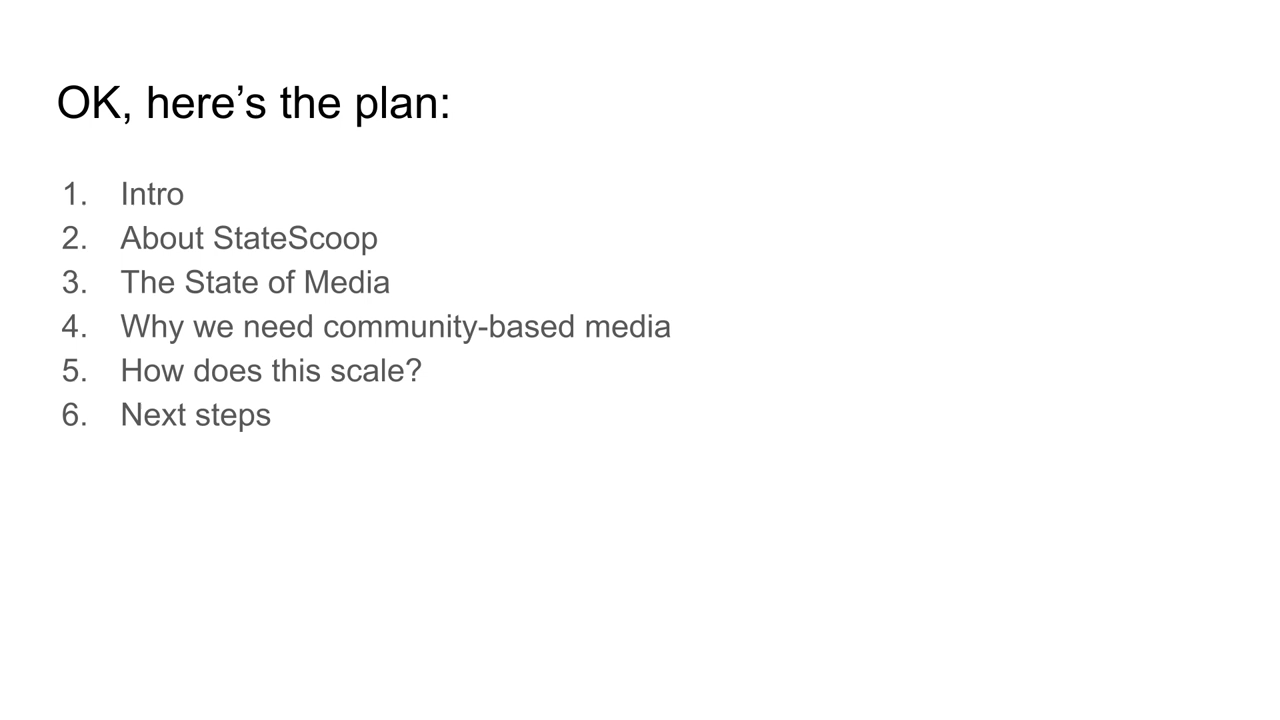 OK, here’s the plan:
1. Intro
2. About StateScoop
3. The State of Media
4. Why we need community-based media
5. How does this scale?
6. Next steps